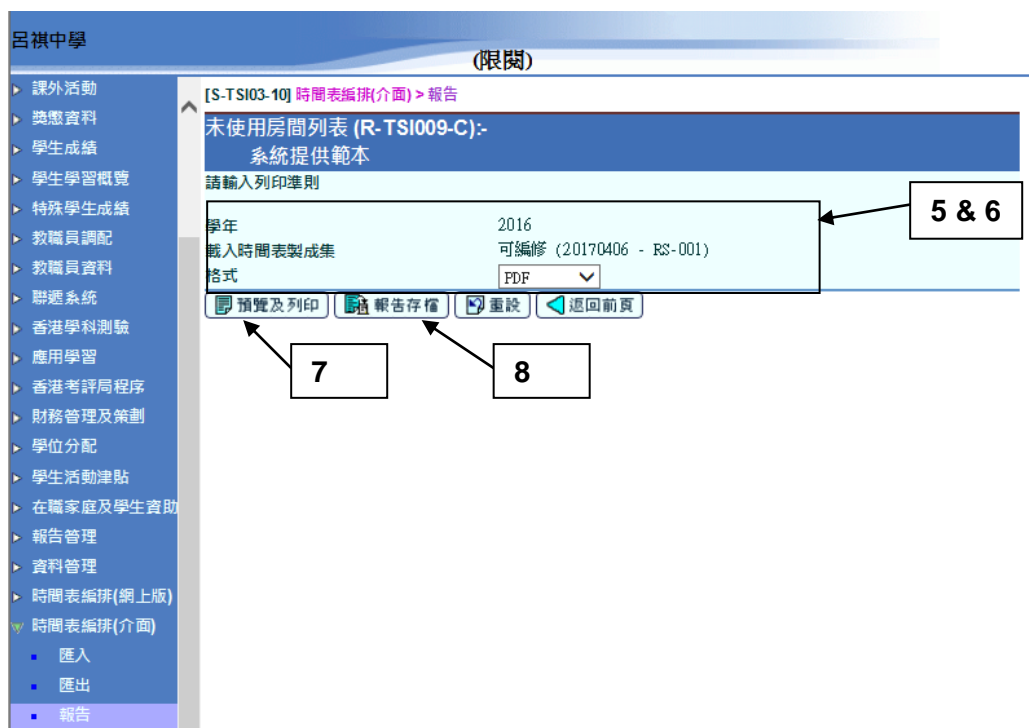 呂祺中學
(限閱)
課外活動
獎懲資料
學生成績
學生學習概覽
特殊學生成績
教職員調配
教職員資料
聯遞系統
香港學科測驗
應用學習
香港考評局程序
財務管理及策劃
學位分配
學生活動津貼
在職家庭及學生資助
報告管理
資料管理
時間表編排(網上版)
時間表編排(介面)
匯入
匯出
報告
[S-TSI03-10] 時間表編排(介面) > 報告
未使用房間列表 (R-TSI009-C):-
系統提供範本
請輸入列印準則
學年 2016
載入時間表製成集 可編修 (20170406 - RS-001)
格式 PDF
預覽及列印 報告存檔 重設 返回前頁
5 & 6
7
8